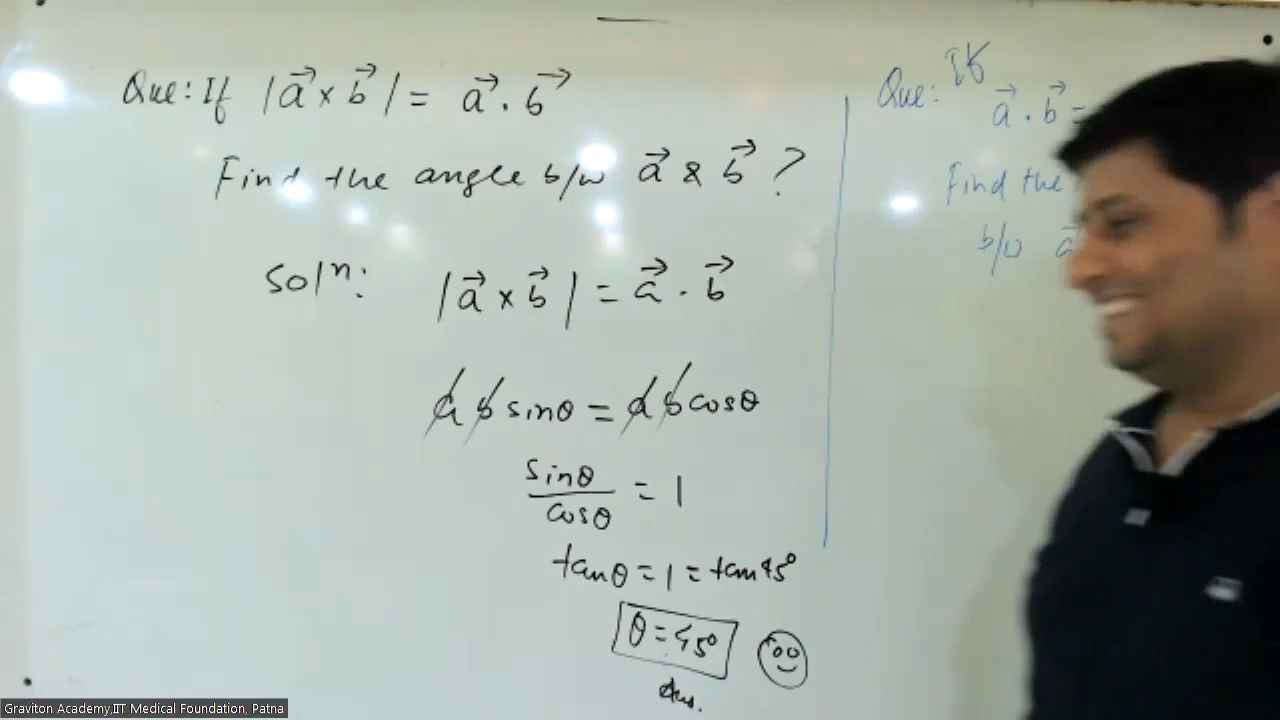 Que: If |a⃗ × b⃗| = a⃗ . b⃗
Find the angle b/w a⃗ & b⃗ ?
Solⁿ: |a⃗ × b⃗| = a⃗ . b⃗
a b sinθ = a b cosθ
sinθ
cosθ = 1
tanθ = 1 = tan45°
θ = 45°
Ans.
Que: If
a⃗ . b⃗ =
Find the
b/w a⃗
Graviton Academy,IIT Medical Foundation, Patna